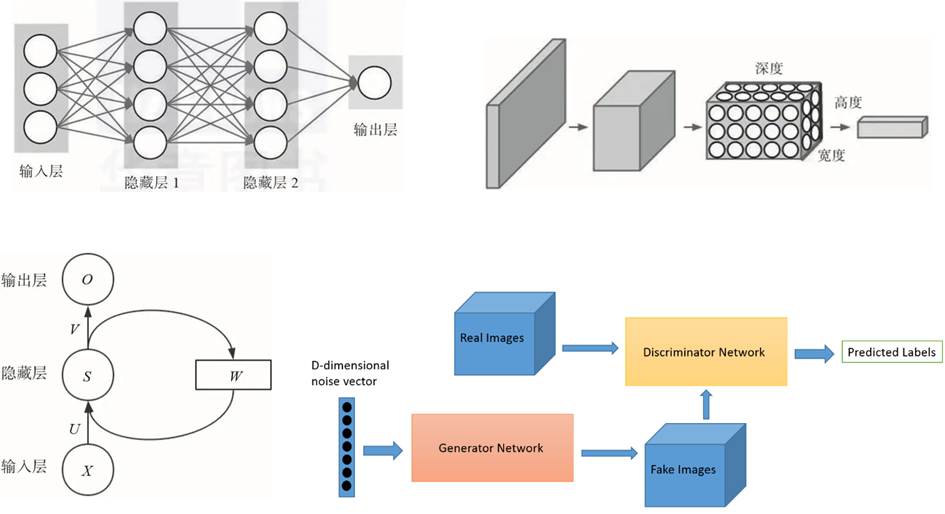 输入层
隐藏层 1
隐藏层 2
输出层
深度
高度
宽度
输出层
O
V
隐藏层
S
W
U
输入层
X
D-dimensional
noise vector
Real Images
Generator Network
Fake Images
Discriminator Network
Predicted Labels